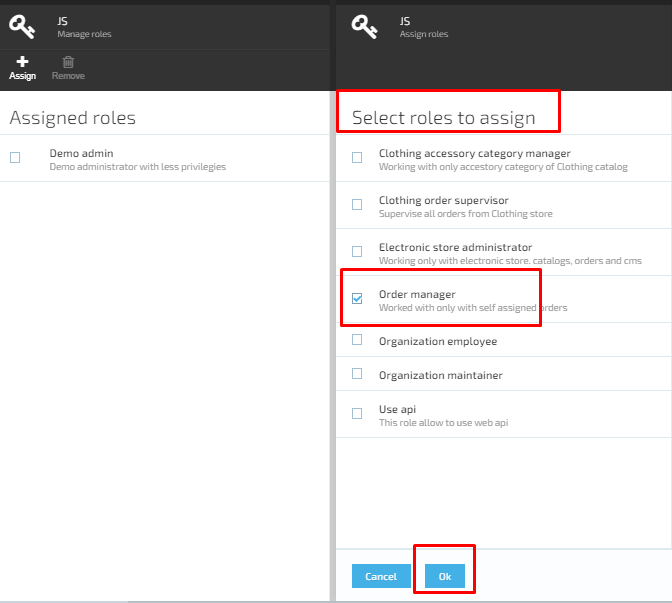 JS
Manage roles
Assign
Remove
Assigned roles
Demo admin
Demo administrator with less privilegies
JS
Assign roles
Select roles to assign
Clothing accessory category manager
Working with only accestory category of Clothing catalog
Clothing order supervisor
Supervise all orders from Clothing store
Electronic store administrator
Working only with electronic store. catalogs, orders and cms
Order manager
Worked with only with self assigned orders
Organization employee
Organization maintainer
Use api
This role allow to use web api
Cancel
Ok